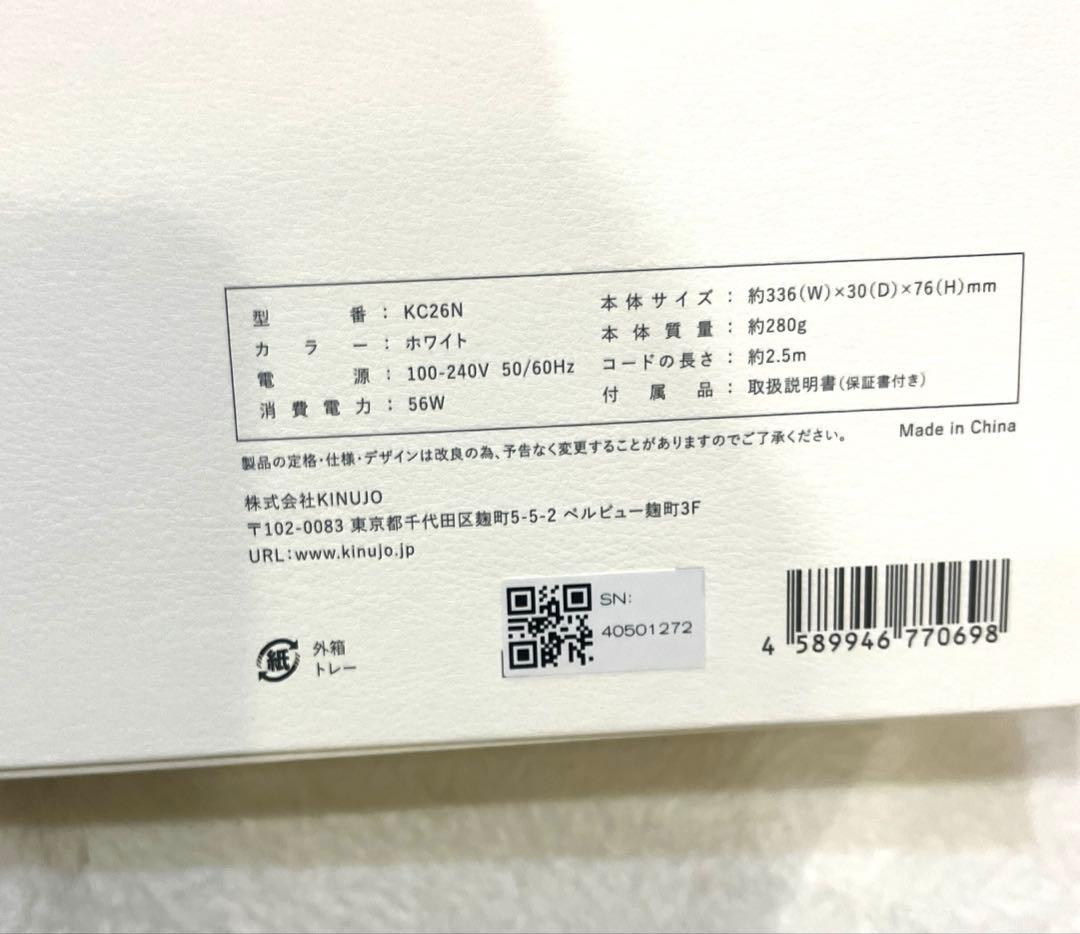 型番：KC26N
カラー：ホワイト
電源：100-240V 50/60Hz
消費電力：56W
本体サイズ：約336(W)×30(D)×76(H)mm
本体質量：約280g
コードの長さ：約2.5m
付属品：取扱説明書(保証書付き)
製品の定格・仕様・デザインは改良の為、予告なく変更することがありますのでご了承ください。
Made in China
株式会社KINUJO
〒102-0083 東京都千代田区麹町5-5-2 ベルビュー麹町3F
URL:www.kinujo.jp
紙
外箱
トレー
SN:
40501272
4 589946 770698